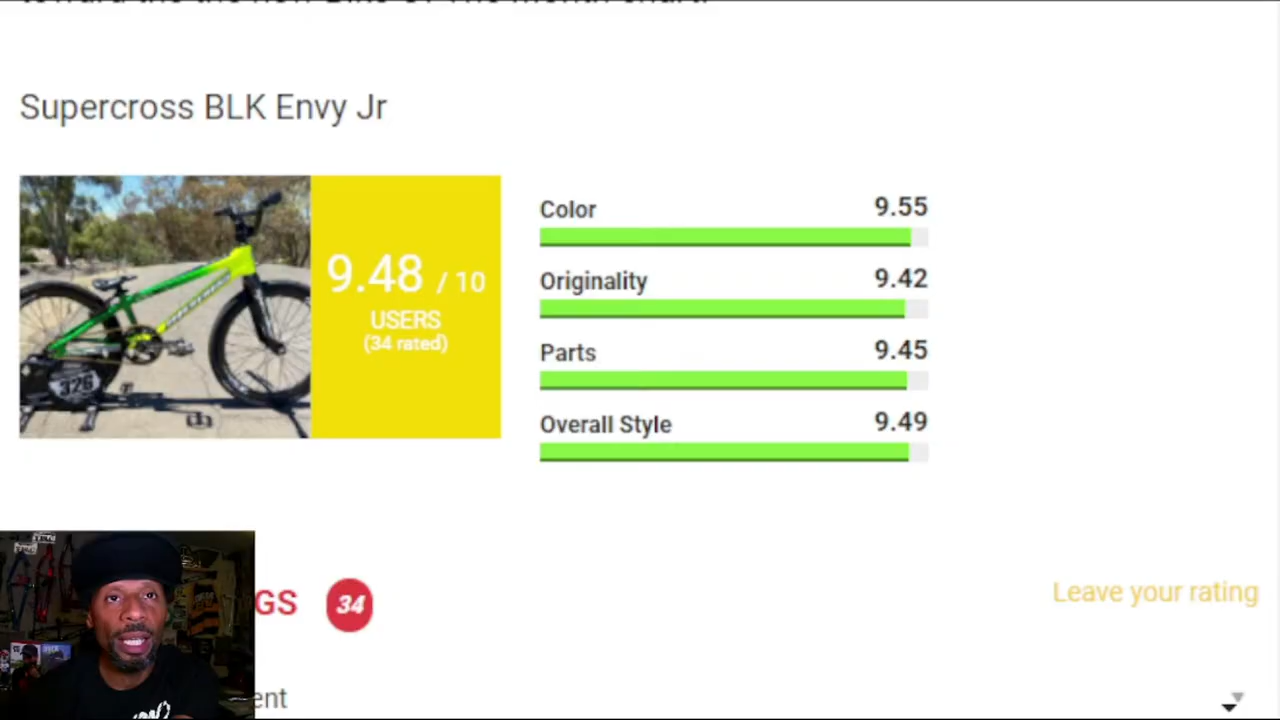 Supercross BLK Envy Jr
Color 9.55
9.48 / 10
USERS
(34 rated)
Originality 9.42
Parts 9.45
Overall Style 9.49
326
GS 34
Leave your rating
ent